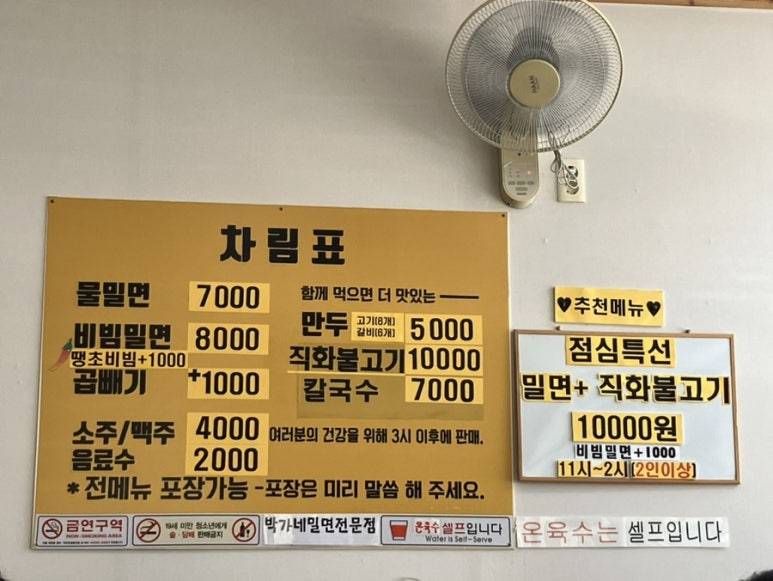 HAAN
차림표
물밀면 7000
비빔밀면 8000
땡초비빔+1000
곱빼기 +1000
소주/맥주 4000
음료수 2000
함께 먹으면 더 맛있는
만두 고기(8개) 갈비(6개) 5000
직화불고기 10000
칼국수 7000
여러분의 건강을 위해 3시 이후에 판매.
* 전메뉴 포장가능 - 포장은 미리 말씀 해 주세요.
금연구역
NON-SMOKING AREA
19세 미만 청소년에게
술·담배 판매금지
박가네밀면전문점
온육수 셀프입니다
Water is Self-Serve
추천메뉴
점심특선
밀면+ 직화불고기
10000원
비빔밀면+1000
11시~2시(2인이상)
온육수는 셀프입니다